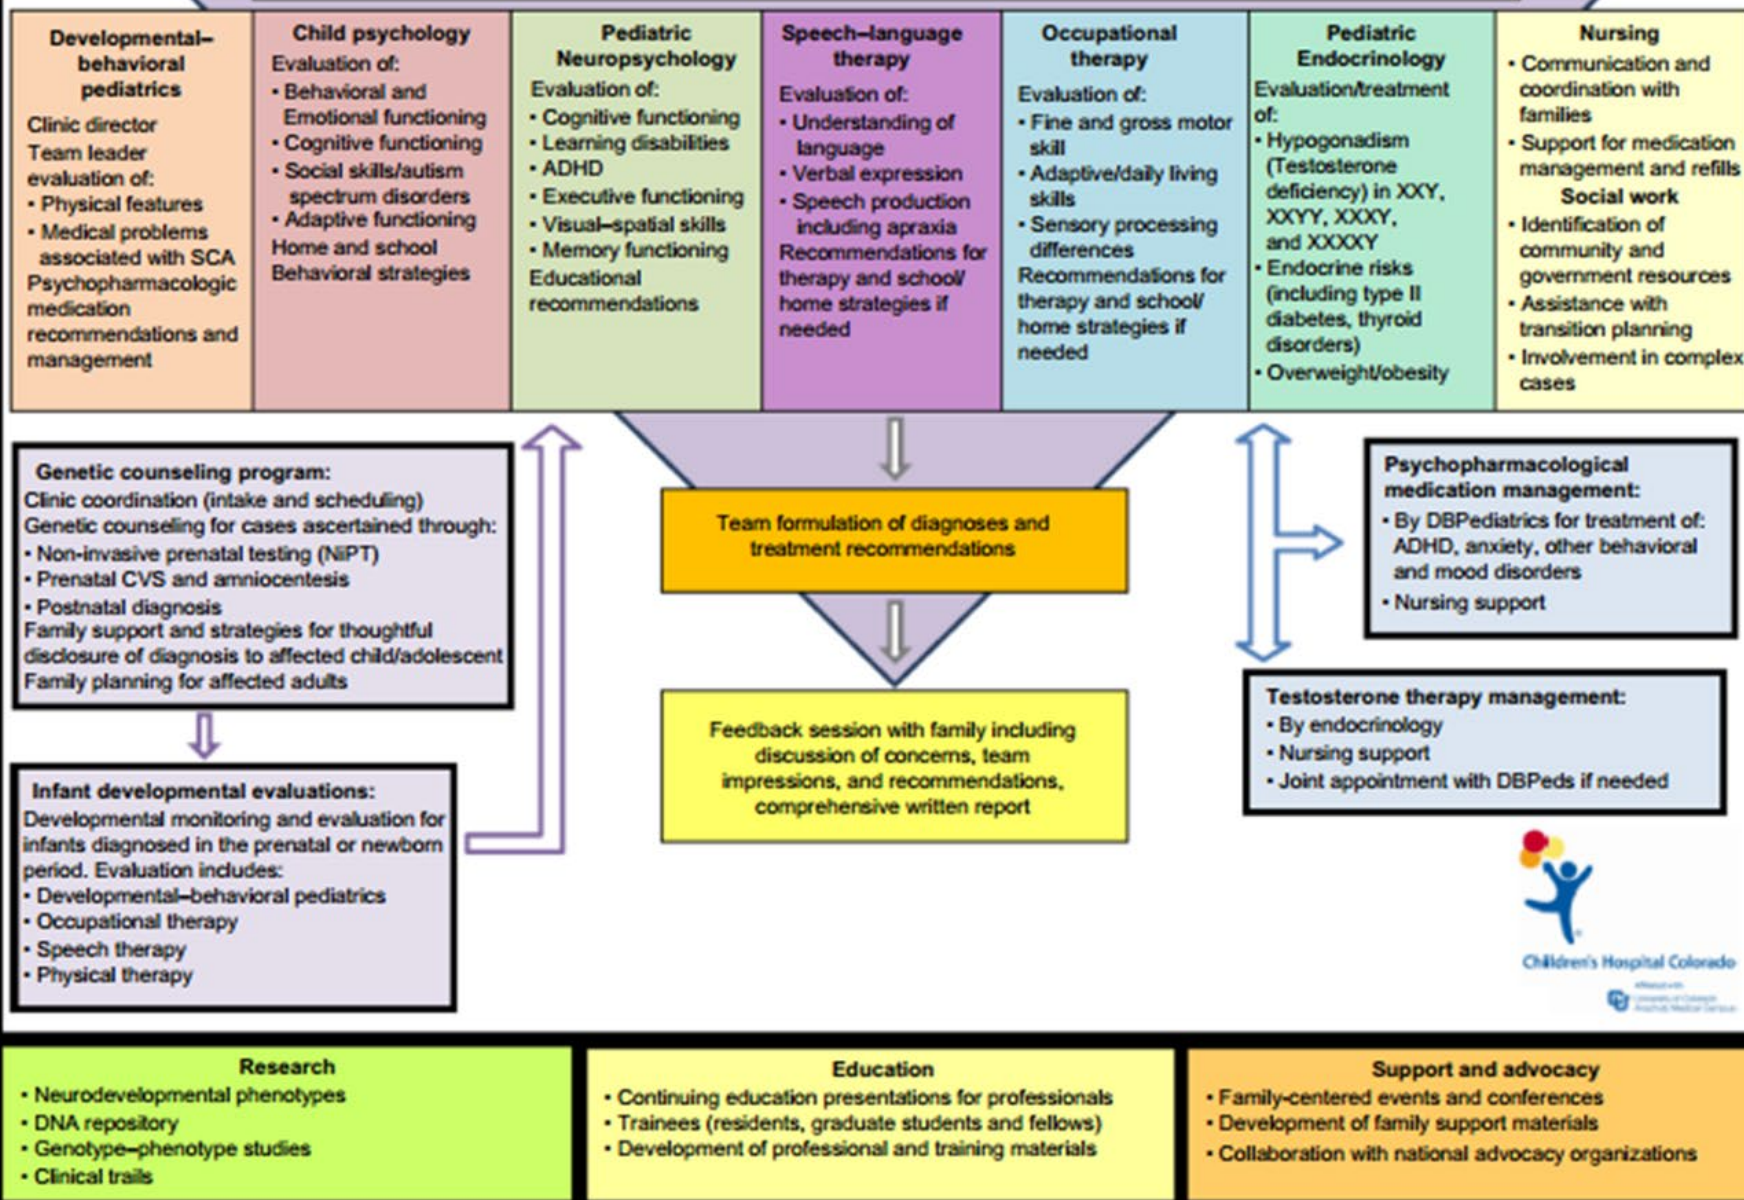 Developmental–
behavioral
pediatrics
Clinic director
Team leader
evaluation of:
• Physical features
• Medical problems
associated with SCA
Psychopharmacologic
medication
recommendations and
management
Child psychology
Evaluation of:
• Behavioral and
Emotional functioning
• Cognitive functioning
• Social skills/autism
spectrum disorders
• Adaptive functioning
Home and school
Behavioral strategies
Pediatric
Neuropsychology
Evaluation of:
• Cognitive functioning
• Learning disabilities
• ADHD
• Executive functioning
• Visual–spatial skills
• Memory functioning
Educational
recommendations
Speech–language
therapy
Evaluation of:
• Understanding of
language
• Verbal expression
• Speech production
including apraxia
Recommendations for
therapy and school/
home strategies if
needed
Occupational
therapy
Evaluation of:
• Fine and gross motor
skill
• Adaptive/daily living
skills
• Sensory processing
differences
Recommendations for
therapy and school/
home strategies if
needed
Pediatric
Endocrinology
Evaluation/treatment
of:
• Hypogonadism
(Testosterone
deficiency) in XXY,
XXYY, XXXY,
and XXXXY
• Endocrine risks
(including type II
diabetes, thyroid
disorders)
• Overweight/obesity
Nursing
• Communication and
coordination with
families
• Support for medication
management and refills
Social work
• Identification of
community and
government resources
• Assistance with
transition planning
• Involvement in complex
cases
Genetic counseling program:
Clinic coordination (intake and scheduling)
Genetic counseling for cases ascertained through:
• Non-invasive prenatal testing (NiPT)
• Prenatal CVS and amniocentesis
• Postnatal diagnosis
Family support and strategies for thoughtful
disclosure of diagnosis to affected child/adolescent
Family planning for affected adults
Infant developmental evaluations:
Developmental monitoring and evaluation for
infants diagnosed in the prenatal or newborn
period. Evaluation includes:
• Developmental–behavioral pediatrics
• Occupational therapy
• Speech therapy
• Physical therapy
Team formulation of diagnoses and
treatment recommendations
Feedback session with family including
discussion of concerns, team
impressions, and recommendations,
comprehensive written report
Psychopharmacological
medication management:
• By DBPediatrics for treatment of:
ADHD, anxiety, other behavioral
and mood disorders
• Nursing support
Testosterone therapy management:
• By endocrinology
• Nursing support
• Joint appointment with DBPeds if needed
Children's Hospital Colorado
Research
• Neurodevelopmental phenotypes
• DNA repository
• Genotype–phenotype studies
• Clinical trails
Education
• Continuing education presentations for professionals
• Trainees (residents, graduate students and fellows)
• Development of professional and training materials
Support and advocacy
• Family-centered events and conferences
• Development of family support materials
• Collaboration with national advocacy organizations